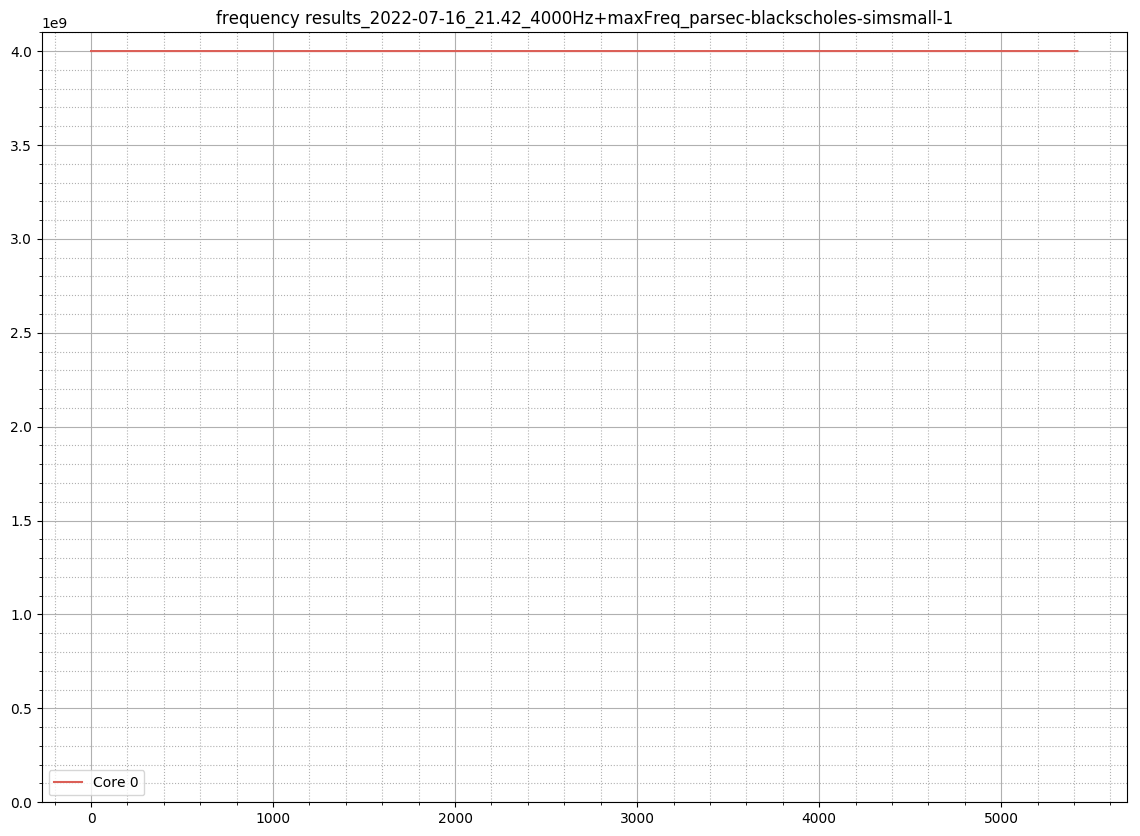 frequency results_2022-07-16_21.42_4000Hz+maxFreq_parsec-blackscholes-simsmall-1
1e9
4.0
3.5
3.0
2.5
2.0
1.5
1.0
0.5
0.0
Core 0
0 1000 2000 3000 4000 5000